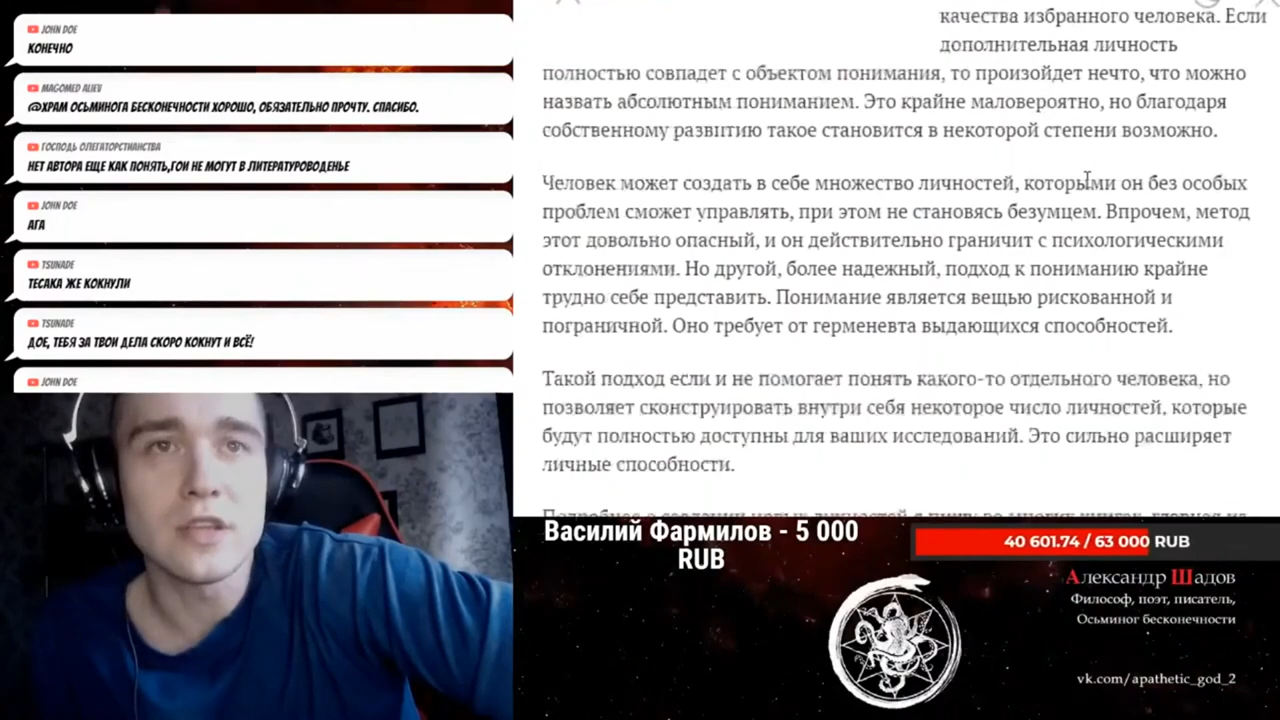 JOHN DOE
КОНЕЧНО
MAGOMED ALIEV
@ХРАМ ОСЬМИНОГА БЕСКОНЕЧНОСТИ ХОРОШО, ОБЯЗАТЕЛЬНО ПРОЧТУ. СПАСИБО.
ГОСПОДЬ ОЛЕГАТОРСТИАНСТВА
НЕТ АВТОРА ЕЩЕ КАК ПОНЯТЬ,ГОИ НЕ МОГУТ В ЛИТЕРАТУРОВОДЕНЬЕ
JOHN DOE
АГА
TSUNADE
ТЕСАКА ЖЕ КОКНУЛИ
TSUNADE
ДОЕ, ТЕБЯ ЗА ТВОИ ДЕЛА СКОРО КОКНУТ И ВСЁ!
JOHN DOE
качества избранного человека. Если
дополнительная личность
полностью совпадет с объектом понимания, то произойдет нечто, что можно
назвать абсолютным пониманием. Это крайне маловероятно, но благодаря
собственному развитию такое становится в некоторой степени возможно.
Человек может создать в себе множество личностей, которыми он без особых
проблем сможет управлять, при этом не становясь безумцем. Впрочем, метод
этот довольно опасный, и он действительно граничит с психологическими
отклонениями. Но другой, более надежный, подход к пониманию крайне
трудно себе представить. Понимание является вещью рискованной и
пограничной. Оно требует от герменевта выдающихся способностей.
Такой подход если и не помогает понять какого-то отдельного человека, но
позволяет сконструировать внутри себя некоторое число личностей, которые
будут полностью доступны для ваших исследований. Это сильно расширяет
личные способности.
Василий Фармилов - 5 000
RUB
40 601.74 / 63 000 RUB
Александр Шадов
Философ, поэт, писатель,
Осьминог бесконечности
vk.com/apathetic_god_2